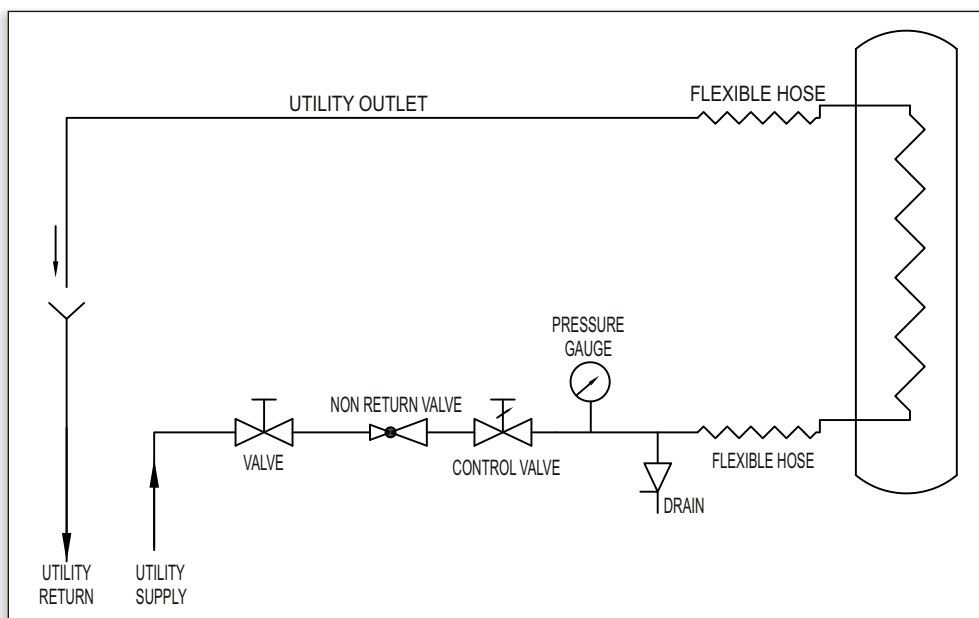 UTILITY OUTLET
FLEXIBLE HOSE
PRESSURE
GAUGE
NON RETURN VALVE
VALVE
CONTROL VALVE
FLEXIBLE HOSE
DRAIN
UTILITY
RETURN
UTILITY
SUPPLY